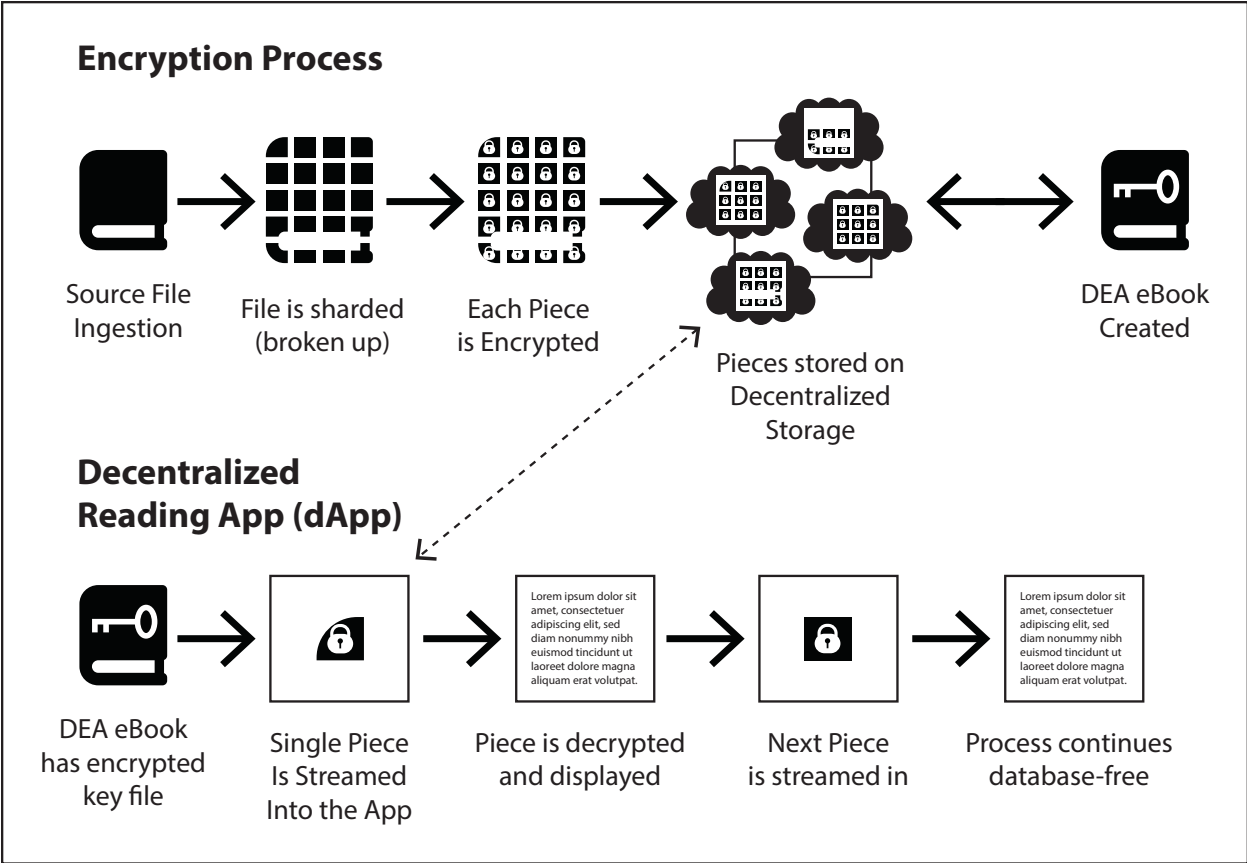 Encryption Process
Source File
Ingestion
File is sharded
(broken up)
Each Piece
is Encrypted
Pieces stored on
Decentralized
Storage
DEA eBook
Created
Decentralized
Reading App (dApp)
Lorem ipsum dolor sit
amet, consectetuer
adipiscing elit, sed
diam nonummy nibh
euismod tincidunt ut
laoreet dolore magna
aliquam erat volutpat.
Lorem ipsum dolor sit
amet, consectetuer
adipiscing elit, sed
diam nonummy nibh
euismod tincidunt ut
laoreet dolore magna
aliquam erat volutpat.
DEA eBook
has encrypted
key file
Single Piece
Is Streamed
Into the App
Piece is decrypted
and displayed
Next Piece
is streamed in
Process continues
database-free